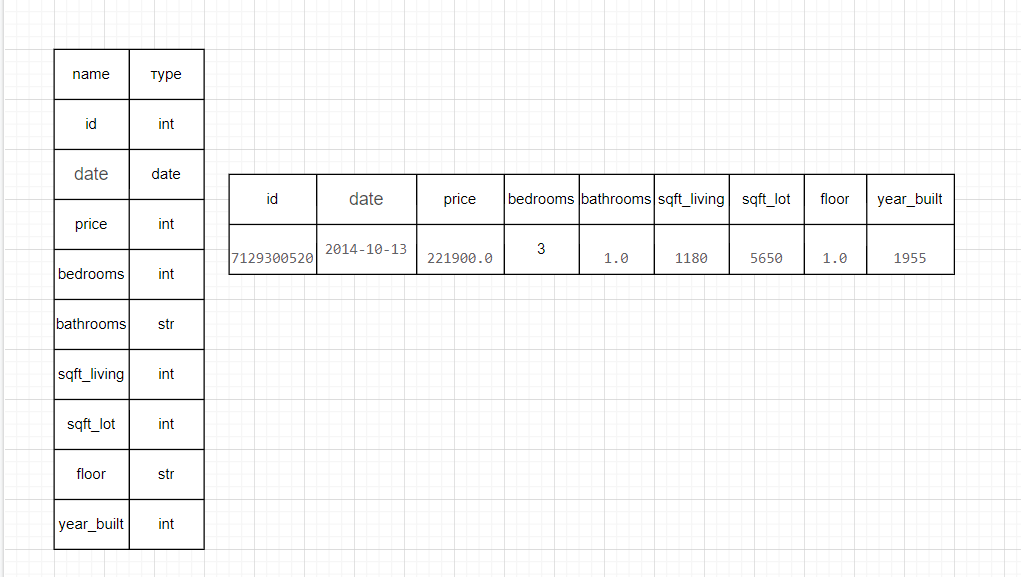 name тype
id int
date date
price int
bedrooms int
bathrooms str
sqft_living int
sqft_lot int
floor str
year_built int
id date price bedrooms bathrooms sqft_living sqft_lot floor year_built
7129300520 2014-10-13 221900.0 3 1.0 1180 5650 1.0 1955